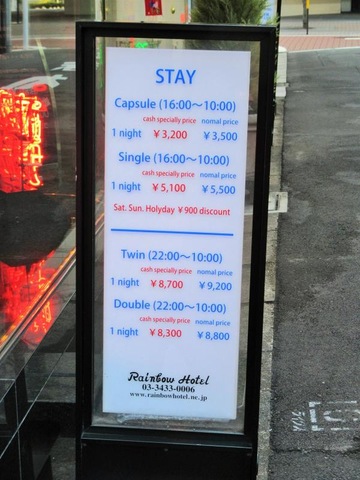 STAY
Capsule (16:00~10:00)
cash specially price nomal price
1 night ¥3,200 ¥3,500
Single (16:00~10:00)
cash specially price nomal price
1 night ¥5,100 ¥5,500
Sat. Sun. Holyday ¥900 discount
Twin (22:00~10:00)
cash specially price nomal price
1 night ¥8,700 ¥9,200
Double (22:00~10:00)
cash specially price nomal price
1 night ¥8,300 ¥8,800
Rainbow Hotel
03-3433-0006
www.rainbowhotel.ne.jp